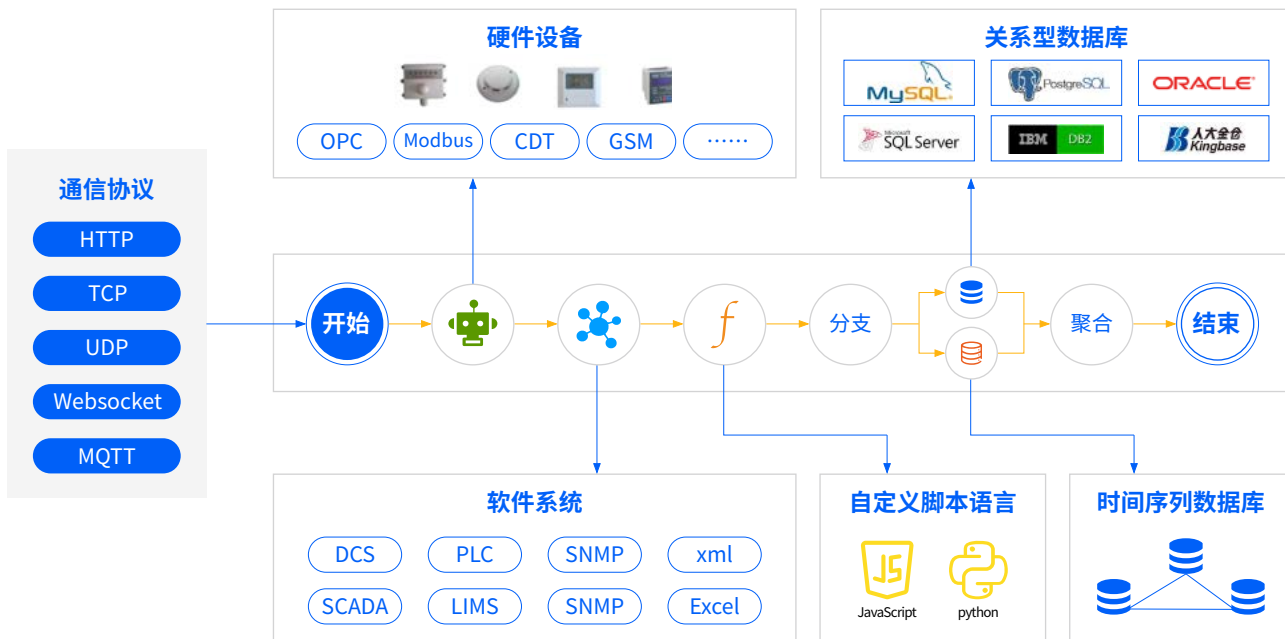 通信协议
HTTP
TCP
UDP
Websocket
MQTT
硬件设备
OPC
Modbus
CDT
GSM
······
关系型数据库
MySQL
PostgreSQL
ORACLE
Microsoft
SQL Server
IBM DB2
人大金仓
Kingbase
开始
f
分支
聚合
结束
软件系统
DCS
PLC
SNMP
xml
SCADA
LIMS
SNMP
Excel
自定义脚本语言
JS
JavaScript
python
时间序列数据库